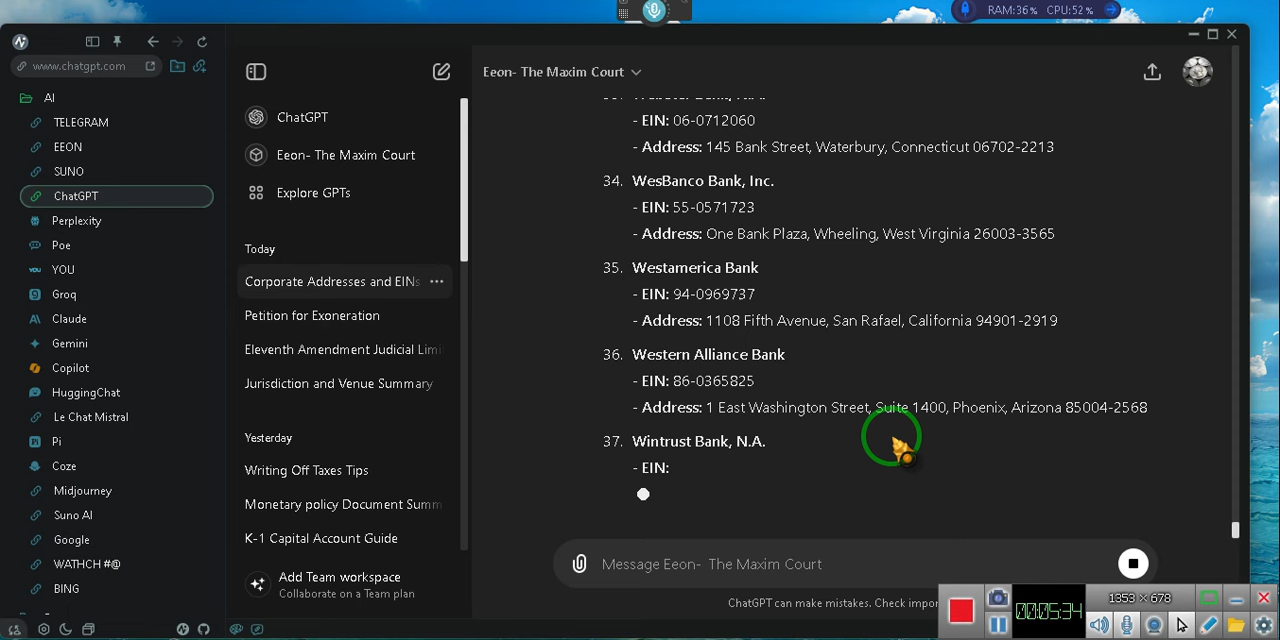 RAM:36% CPU:52%
www.chatgpt.com
AI
TELEGRAM
EEON
SUNO
ChatGPT
Perplexity
Poe
YOU
Groq
Claude
Gemini
Copilot
HuggingChat
Le Chat Mistral
Pi
Coze
Midjourney
Suno AI
Google
WATHCH #@
BING
ChatGPT
Eeon- The Maxim Court
Explore GPTs
Today
Corporate Addresses and EINs
Petition for Exoneration
Eleventh Amendment Judicial Limi
Jurisdiction and Venue Summary
Yesterday
Writing Off Taxes Tips
Monetary policy Document Summ
K-1 Capital Account Guide
Add Team workspace
Collaborate on a Team plan
Eeon- The Maxim Court
- EIN: 06-0712060
- Address: 145 Bank Street, Waterbury, Connecticut 06702-2213
34. WesBanco Bank, Inc.
- EIN: 55-0571723
- Address: One Bank Plaza, Wheeling, West Virginia 26003-3565
35. Westamerica Bank
- EIN: 94-0969737
- Address: 1108 Fifth Avenue, San Rafael, California 94901-2919
36. Western Alliance Bank
- EIN: 86-0365825
- Address: 1 East Washington Street, Suite 1400, Phoenix, Arizona 85004-2568
37. Wintrust Bank, N.A.
- EIN:
Message Eeon- The Maxim Court
ChatGPT can make mistakes. Check impor
00:05:34
1353 × 678